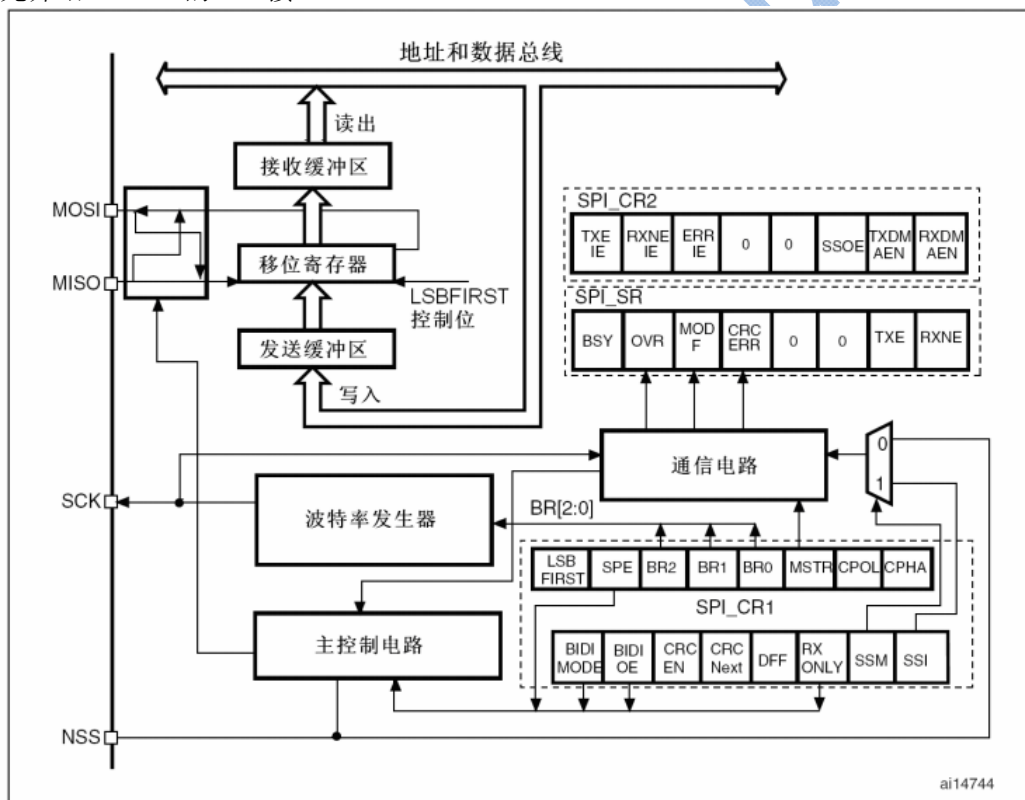 地址和数据总线
读出
接收缓冲区
MOSI
移位寄存器
MISO
LSBFIRST
控制位
发送缓冲区
写入
SPI_CR2
TXE IE
RXNE IE
ERR IE
0
0
SSOE
TXDM AEN
RXDM AEN
SPI_SR
BSY
OVR
MOD F
CRC ERR
0
0
TXE
RXNE
通信电路
0
1
SCK
波特率发生器
BR[2:0]
LSB FIRST
SPE
BR2
BR1
BR0
MSTR
CPOL
CPHA
SPI_CR1
主控制电路
BIDI MODE
BIDI OE
CRC EN
CRC Next
DFF
RX ONLY
SSM
SSI
NSS
ai14744